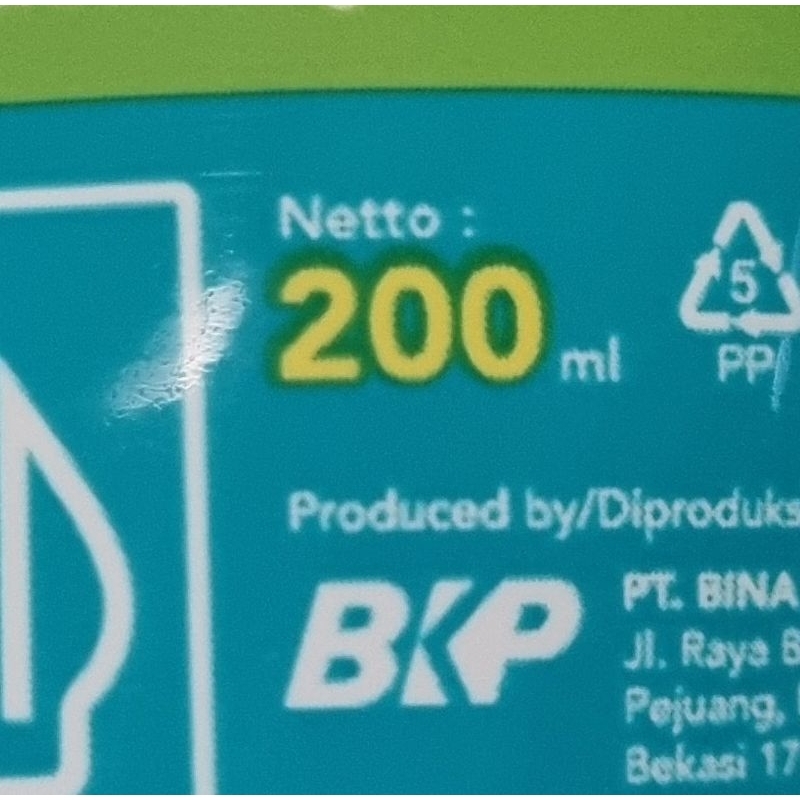 Netto :
200 ml
5
PP
Produced by/Diproduks
BKP
PT. BINA
Jl. Raya B
Pejuang,
Bekasi 17